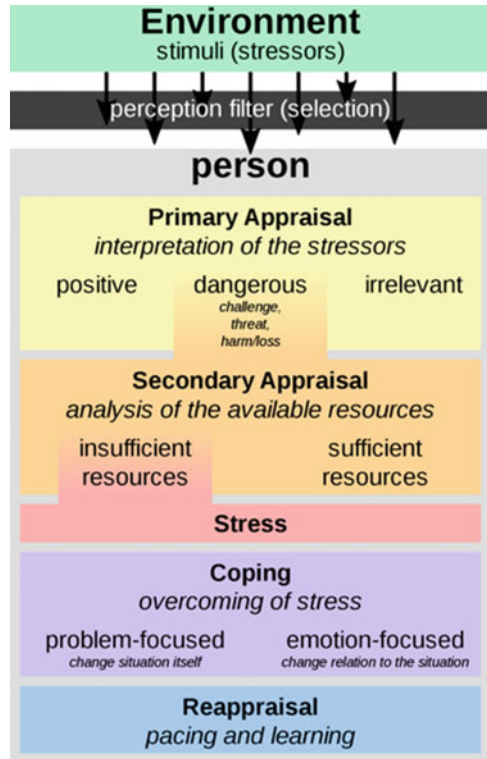 Environment
stimuli (stressors)
perception filter (selection)
person
Primary Appraisal
interpretation of the stressors
positive dangerous irrelevant
challenge,
threat,
harm/loss
Secondary Appraisal
analysis of the available resources
insufficient sufficient
resources resources
Stress
Coping
overcoming of stress
problem-focused emotion-focused
change situation itself change relation to the situation
Reappraisal
pacing and learning